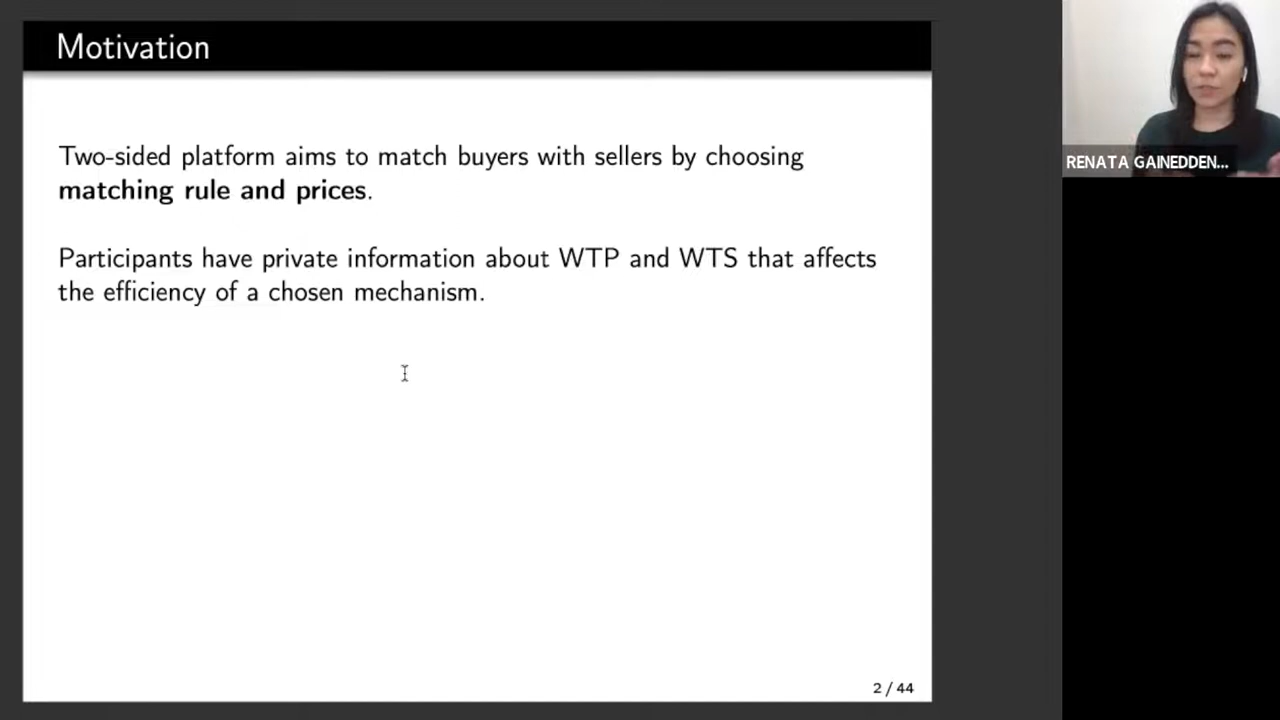 Motivation
Two-sided platform aims to match buyers with sellers by choosing
matching rule and prices.
Participants have private information about WTP and WTS that affects
the efficiency of a chosen mechanism.
2 / 44
RENATA GAINEDDEN...